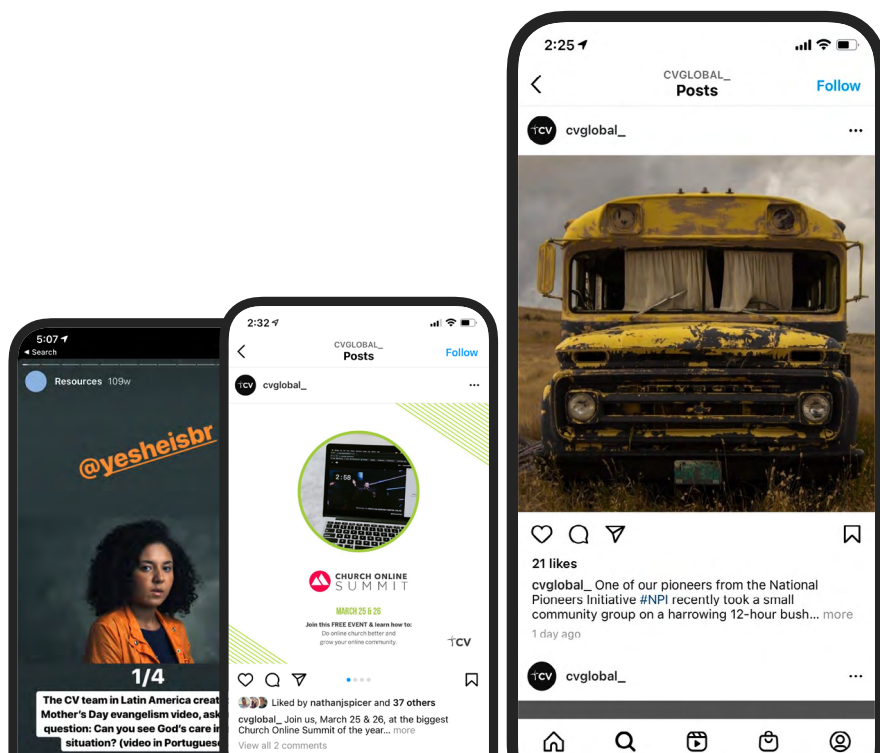 5:07
◄ Search
Resources 109w
@yesheisbr
1/4
The CV team in Latin America creat
Mother's Day evangelism video, ask
question: Can you see God's care in
situation? (video in Portuguese
2:32
CVGLOBAL_
Posts
Follow
CV cvglobal_
2:58
CHURCH ONLINE
SUMMIT
MARCH 25 & 26
Join this FREE EVENT & learn how to:
Do online church better and
grow your online community.
CV
Liked by nathanjspicer and 37 others
cvglobal_ Join us, March 25 & 26, at the biggest
Church Online Summit of the year... more
View all 2 comments
2:25
CVGLOBAL_
Posts
Follow
CV cvglobal_
21 likes
cvglobal_ One of our pioneers from the National
Pioneers Initiative #NPI recently took a small
community group on a harrowing 12-hour bush... more
1 day ago
CV cvglobal_